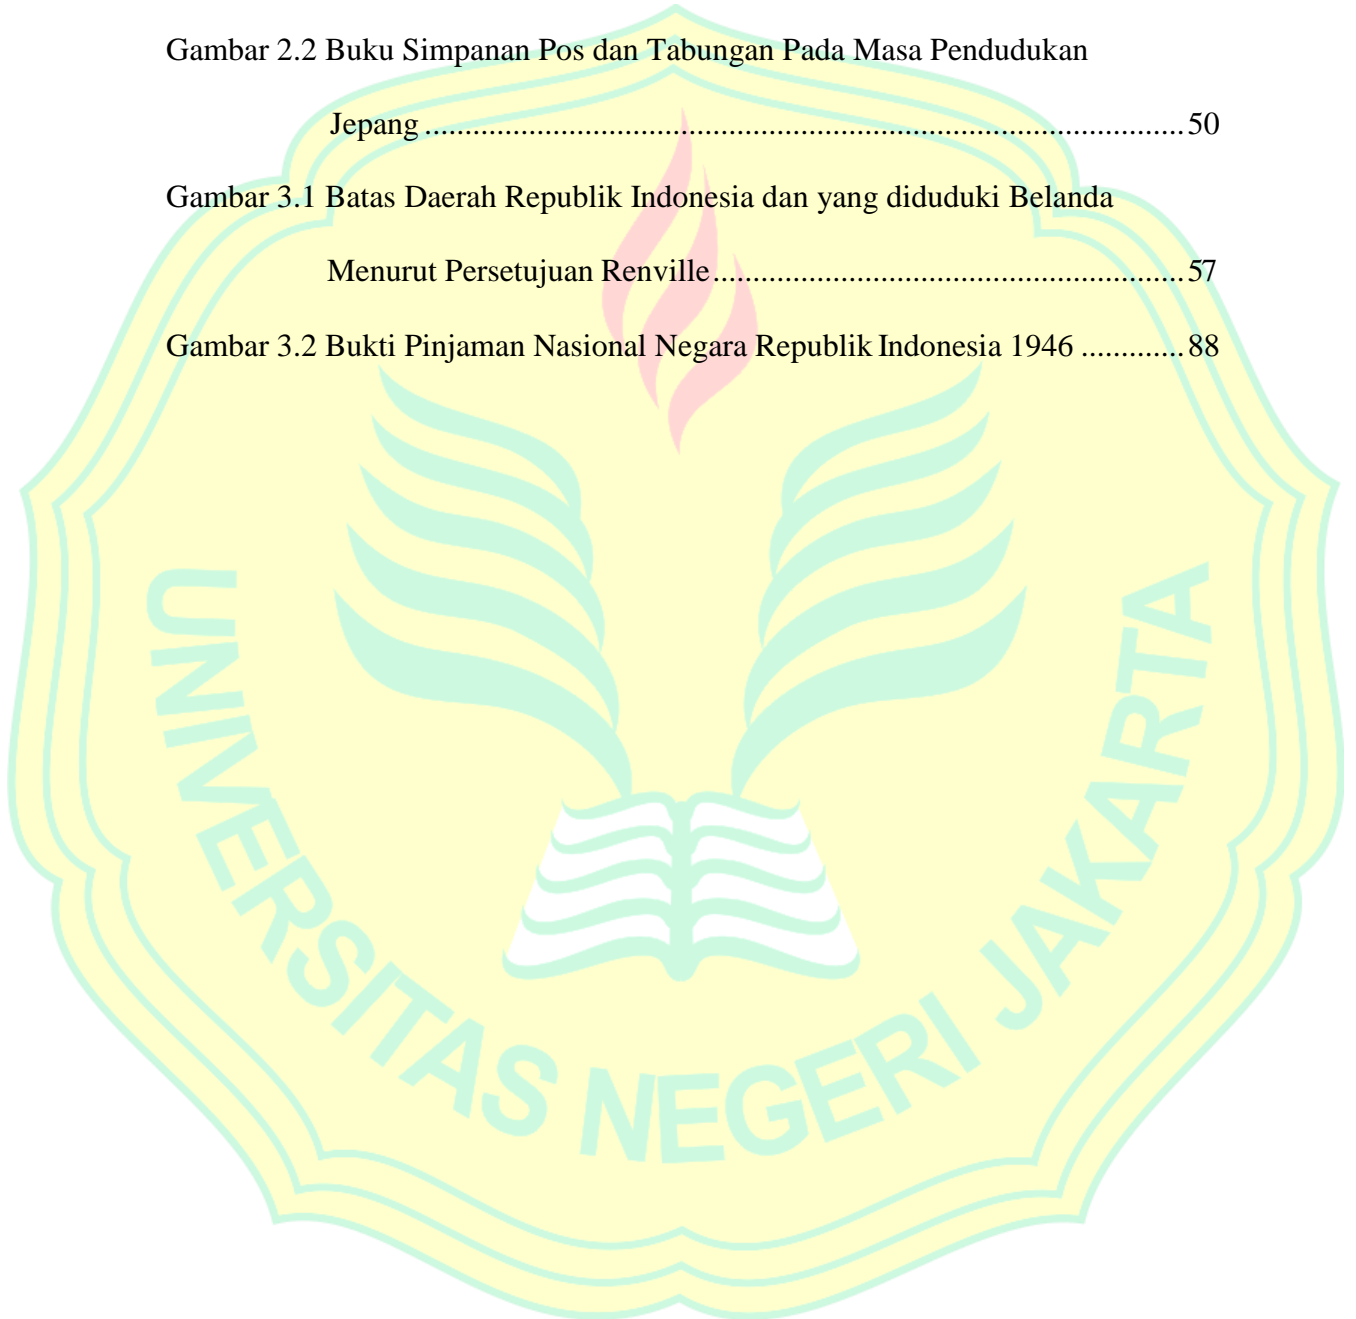 Gambar 2.2 Buku Simpanan Pos dan Tabungan Pada Masa Pendudukan
Jepang ............................................................................................... 50
Gambar 3.1 Batas Daerah Republik Indonesia dan yang diduduki Belanda
Menurut Persetujuan Renville ........................................................... 57
Gambar 3.2 Bukti Pinjaman Nasional Negara Republik Indonesia 1946 ............. 88
UNIVERSITAS NEGERI JAKARTA